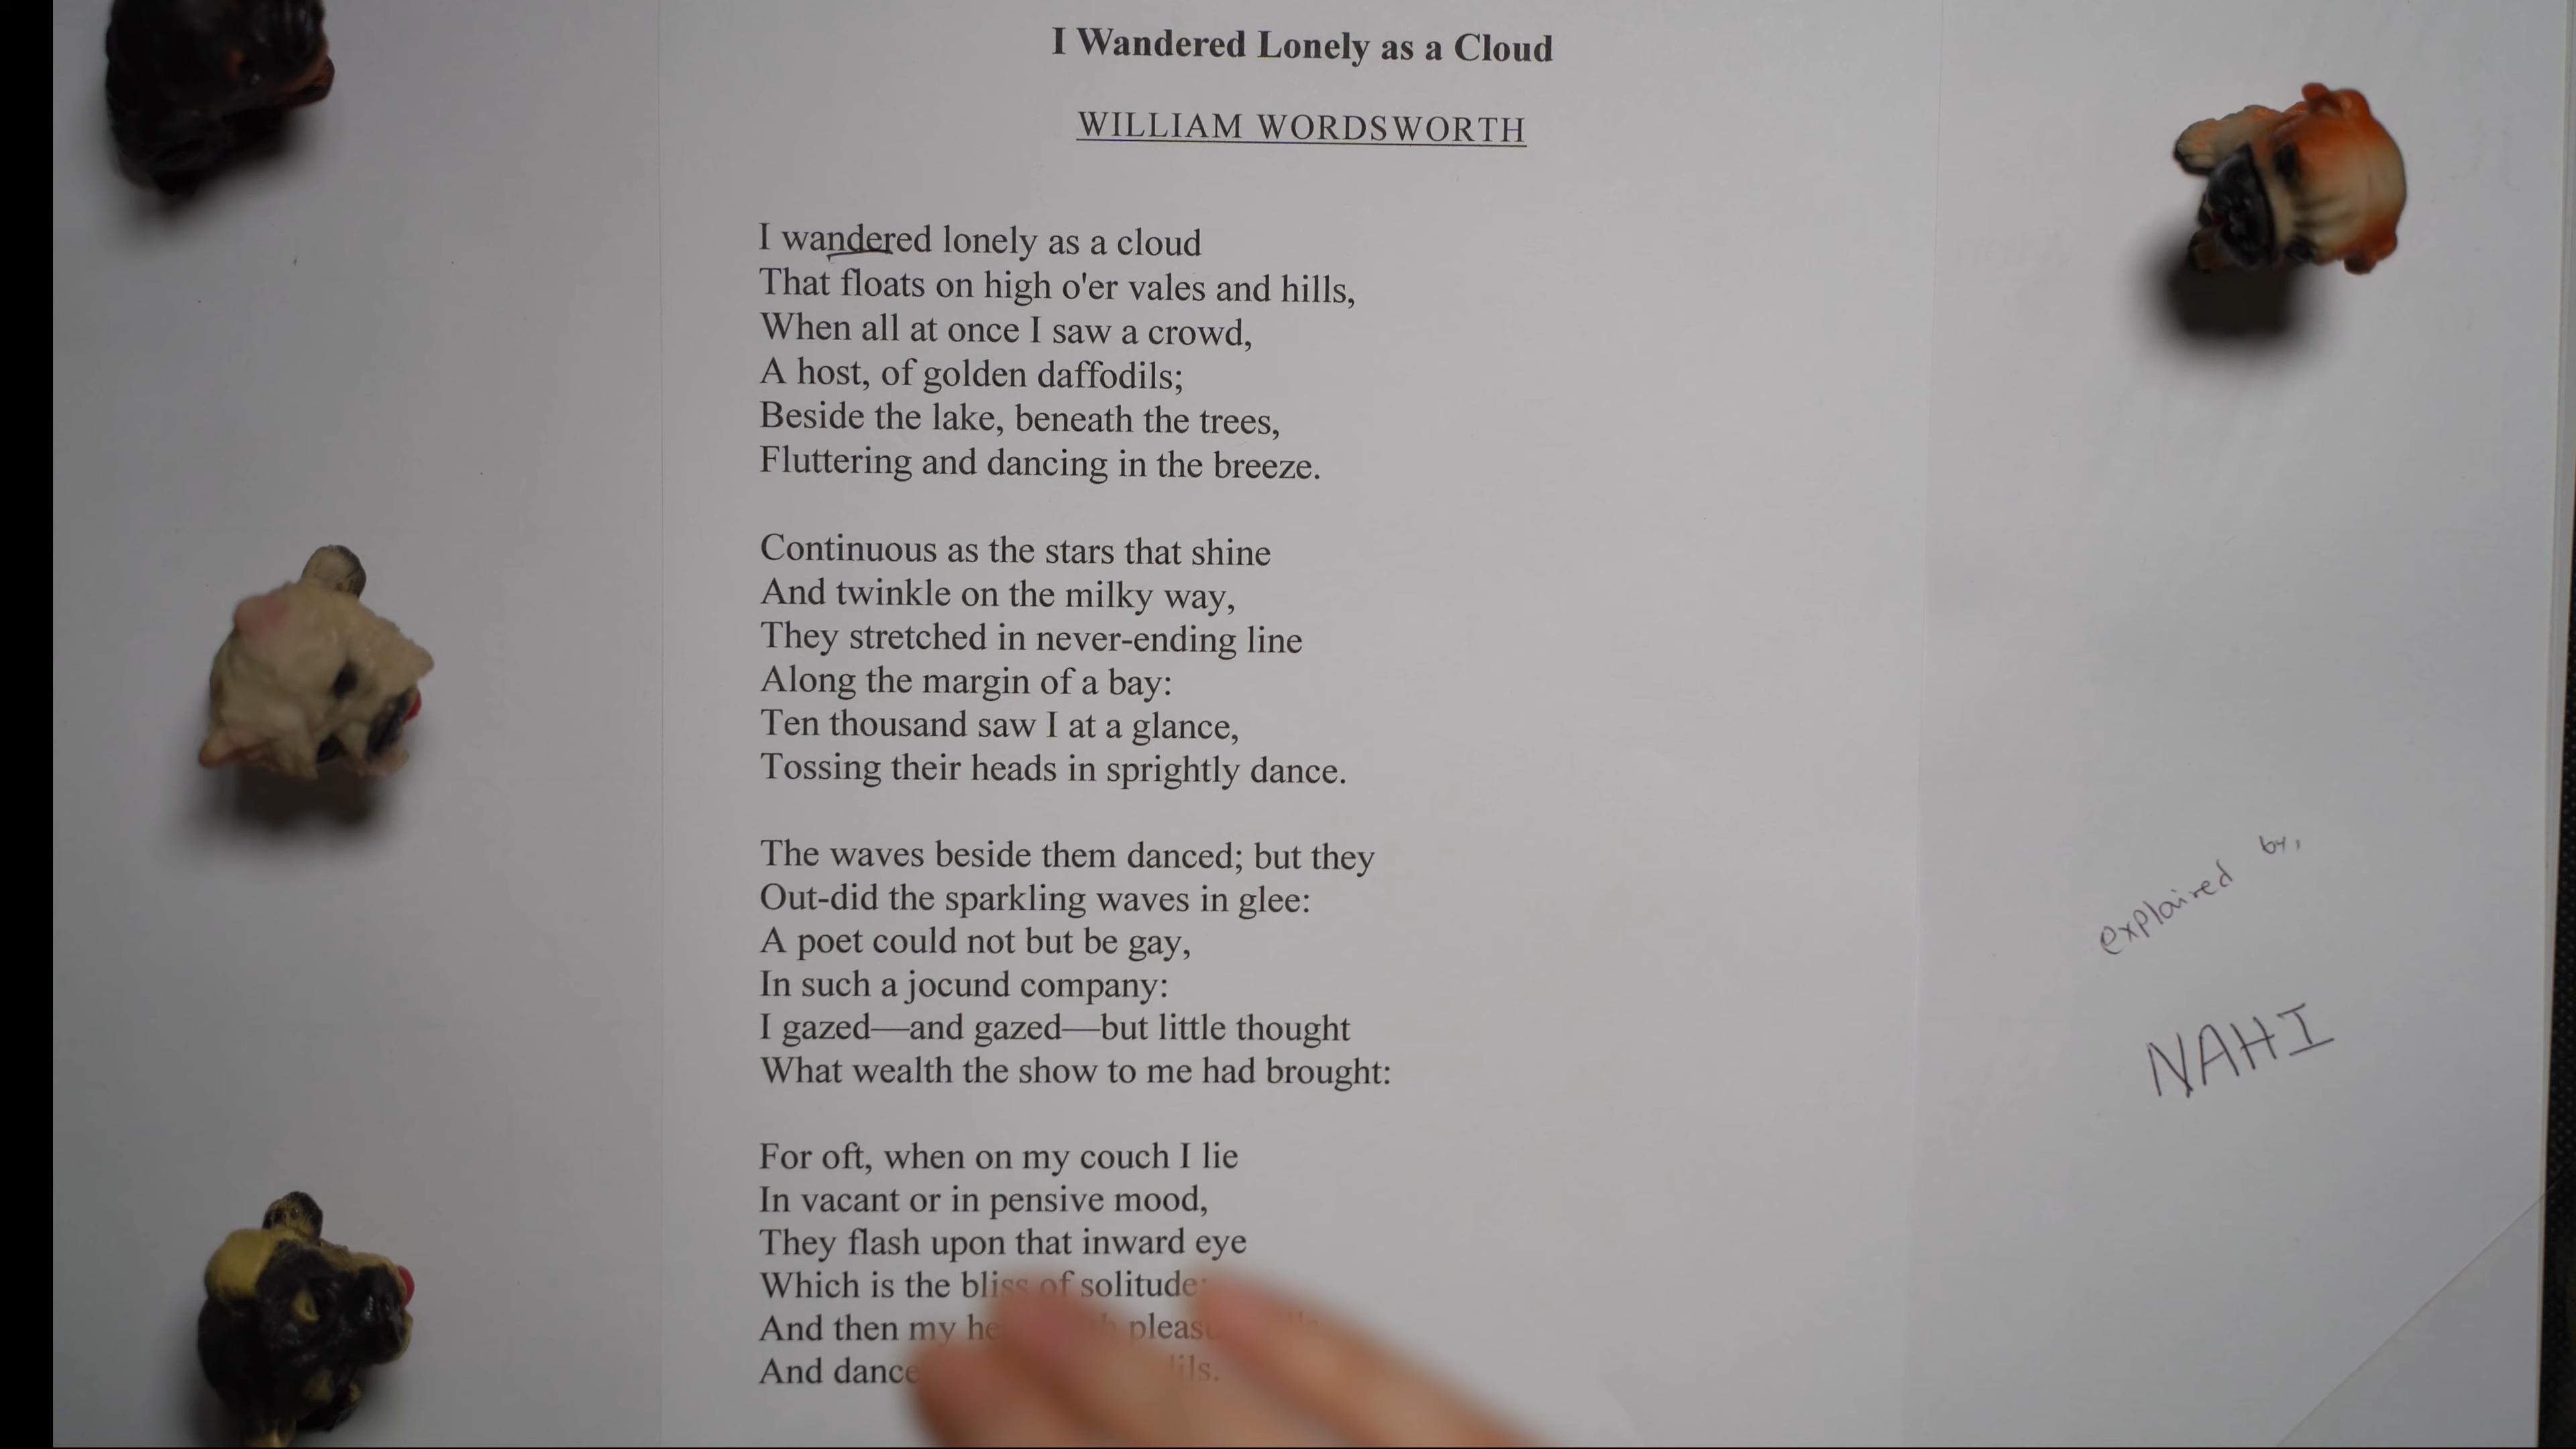 I Wandered Lonely as a Cloud
WILLIAM WORDSWORTH
I wandered lonely as a cloud
That floats on high o'er vales and hills,
When all at once I saw a crowd,
A host, of golden daffodils;
Beside the lake, beneath the trees,
Fluttering and dancing in the breeze.
Continuous as the stars that shine
And twinkle on the milky way,
They stretched in never-ending line
Along the margin of a bay:
Ten thousand saw I at a glance,
Tossing their heads in sprightly dance.
The waves beside them danced; but they
Out-did the sparkling waves in glee:
A poet could not but be gay,
In such a jocund company:
I gazed—and gazed—but little thought
What wealth the show to me had brought:
For oft, when on my couch I lie
In vacant or in pensive mood,
They flash upon that inward eye
Which is the bliss of solitude;
And then my
And
explained by,
NAHI